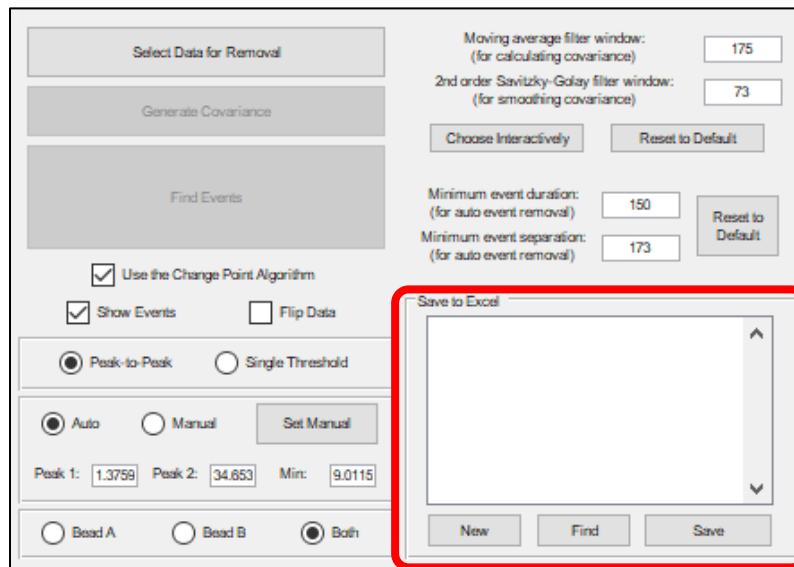 Select Data for Removal
Generate Covariance
Find Events
Use the Change Point Algorithm
Show Events
Flip Data
Peak-to-Peak
Single Threshold
Auto
Manual
Set Manual
Peak 1: 1.3759 Peak 2: 34.653 Min: 9.0115
Bead A
Bead B
Both
Moving average filter window:
(for calculating covariance)
175
2nd order Savitzky-Golay filter window:
(for smoothing covariance)
73
Choose Interactively
Reset to Default
Minimum event duration:
(for auto event removal)
150
Minimum event separation:
(for auto event removal)
173
Reset to
Default
Save to Excel
New
Find
Save